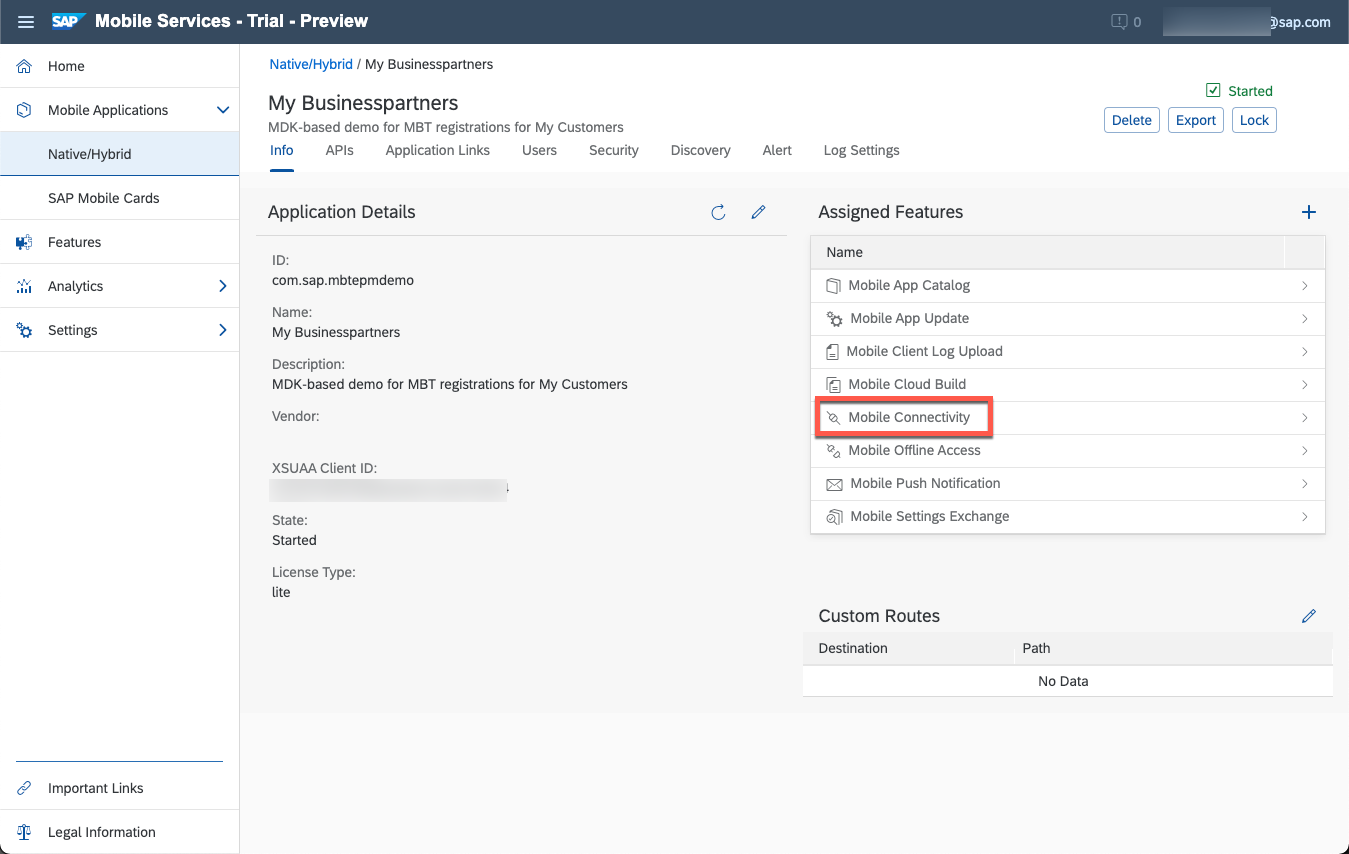 SAP Mobile Services - Trial - Preview
0
@sap.com
Home
Mobile Applications
Native/Hybrid
SAP Mobile Cards
Features
Analytics
Settings
Important Links
Legal Information
Native/Hybrid / My Businesspartners
My Businesspartners
MDK-based demo for MBT registrations for My Customers
Started
Delete Export Lock
Info APIs Application Links Users Security Discovery Alert Log Settings
Application Details
ID:
com.sap.mbtepmdemo
Name:
My Businesspartners
Description:
MDK-based demo for MBT registrations for My Customers
Vendor:
XSUAA Client ID:
State:
Started
License Type:
lite
Assigned Features
Name
Mobile App Catalog
Mobile App Update
Mobile Client Log Upload
Mobile Cloud Build
Mobile Connectivity
Mobile Offline Access
Mobile Push Notification
Mobile Settings Exchange
Custom Routes
Destination Path
No Data